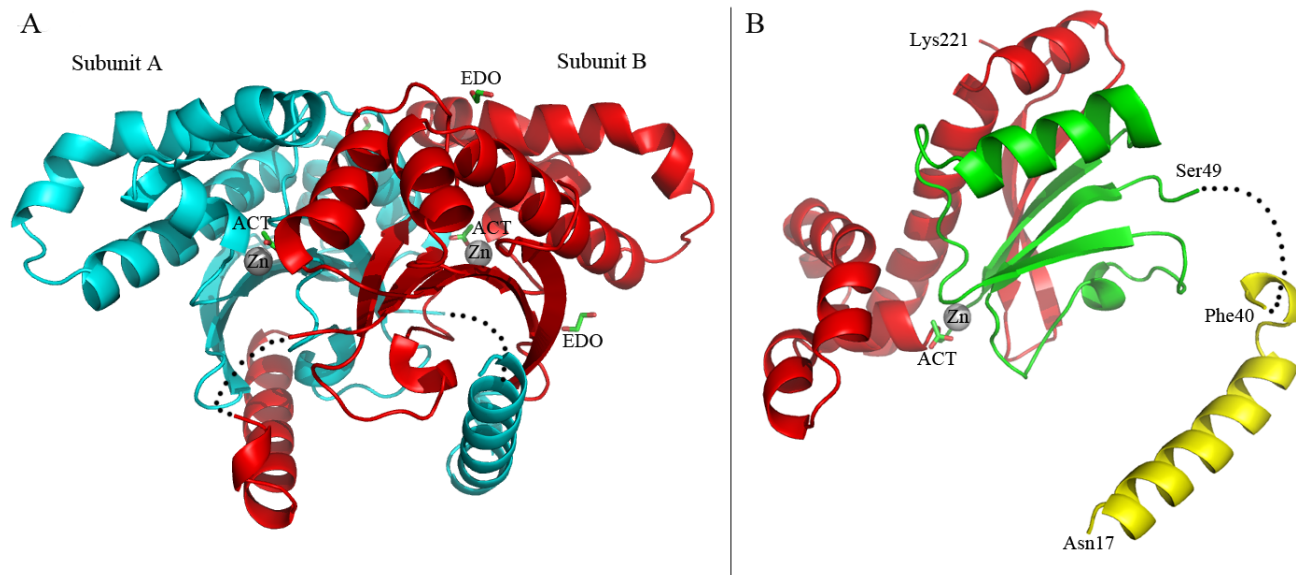 A
Subunit A
Subunit B
EDO
ACT
Zn
ACT
Zn
EDO
B
Lys221
Ser49
Phe40
Zn
ACT
Asn17